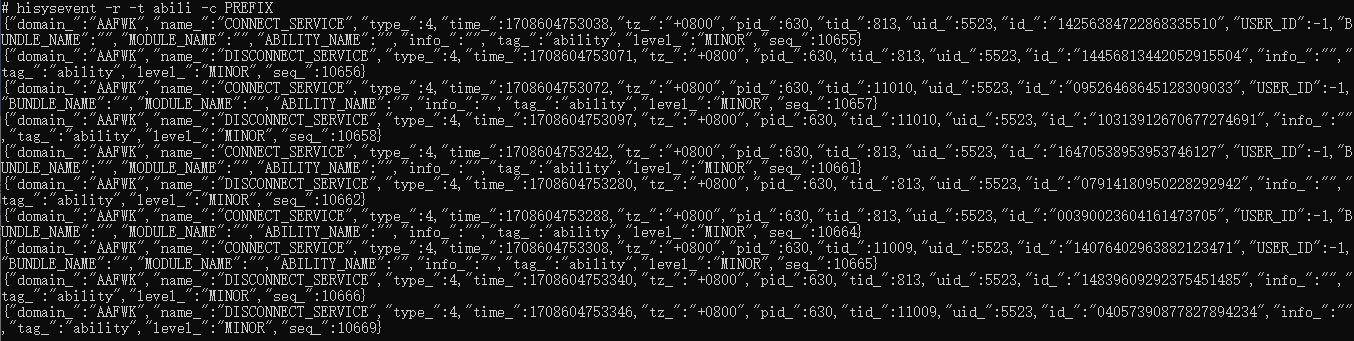 # hisysevent -r -t abili -c PREFIX
{"domain_":"AAFWK","name_":"CONNECT_SERVICE","type_":4,"time_":1708604753038,"tz_":"+0800","pid_":630,"tid_":813,"uid_":5523,"id_":"14256384722868335510","USER_ID":-1,"B
UNDLE_NAME":"","MODULE_NAME":"","ABILITY_NAME":"","info_":"","tag_":"ability","level_":"MINOR","seq_":10655}
{"domain_":"AAFWK","name_":"DISCONNECT_SERVICE","type_":4,"time_":1708604753071,"tz_":"+0800","pid_":630,"tid_":813,"uid_":5523,"id_":"14456813442052915504","info_":"","
tag_":"ability","level_":"MINOR","seq_":10656}
{"domain_":"AAFWK","name_":"CONNECT_SERVICE","type_":4,"time_":1708604753072,"tz_":"+0800","pid_":630,"tid_":11010,"uid_":5523,"id_":"09526468645128309033","USER_ID":-1,
"BUNDLE_NAME":"","MODULE_NAME":"","ABILITY_NAME":"","info_":"","tag_":"ability","level_":"MINOR","seq_":10657}
{"domain_":"AAFWK","name_":"DISCONNECT_SERVICE","type_":4,"time_":1708604753097,"tz_":"+0800","pid_":630,"tid_":11010,"uid_":5523,"id_":"10313912670677274691","info_":""
,"tag_":"ability","level_":"MINOR","seq_":10658}
{"domain_":"AAFWK","name_":"CONNECT_SERVICE","type_":4,"time_":1708604753242,"tz_":"+0800","pid_":630,"tid_":813,"uid_":5523,"id_":"16470538953953746127","USER_ID":-1,"B
UNDLE_NAME":"","MODULE_NAME":"","ABILITY_NAME":"","info_":"","tag_":"ability","level_":"MINOR","seq_":10661}
{"domain_":"AAFWK","name_":"DISCONNECT_SERVICE","type_":4,"time_":1708604753280,"tz_":"+0800","pid_":630,"tid_":813,"uid_":5523,"id_":"07914180950228292942","info_":"","
tag_":"ability","level_":"MINOR","seq_":10662}
{"domain_":"AAFWK","name_":"CONNECT_SERVICE","type_":4,"time_":1708604753288,"tz_":"+0800","pid_":630,"tid_":813,"uid_":5523,"id_":"00390023604161473705","USER_ID":-1,"B
UNDLE_NAME":"","MODULE_NAME":"","ABILITY_NAME":"","info_":"","tag_":"ability","level_":"MINOR","seq_":10664}
{"domain_":"AAFWK","name_":"CONNECT_SERVICE","type_":4,"time_":1708604753308,"tz_":"+0800","pid_":630,"tid_":11009,"uid_":5523,"id_":"14076402963882123471","USER_ID":-1,
"BUNDLE_NAME":"","MODULE_NAME":"","ABILITY_NAME":"","info_":"","tag_":"ability","level_":"MINOR","seq_":10665}
{"domain_":"AAFWK","name_":"DISCONNECT_SERVICE","type_":4,"time_":1708604753340,"tz_":"+0800","pid_":630,"tid_":813,"uid_":5523,"id_":"14839609292375451485","info_":"","
tag_":"ability","level_":"MINOR","seq_":10666}
{"domain_":"AAFWK","name_":"DISCONNECT_SERVICE","type_":4,"time_":1708604753346,"tz_":"+0800","pid_":630,"tid_":11009,"uid_":5523,"id_":"04057390877827894234","info_":""
,"tag_":"ability","level_":"MINOR","seq_":10669}